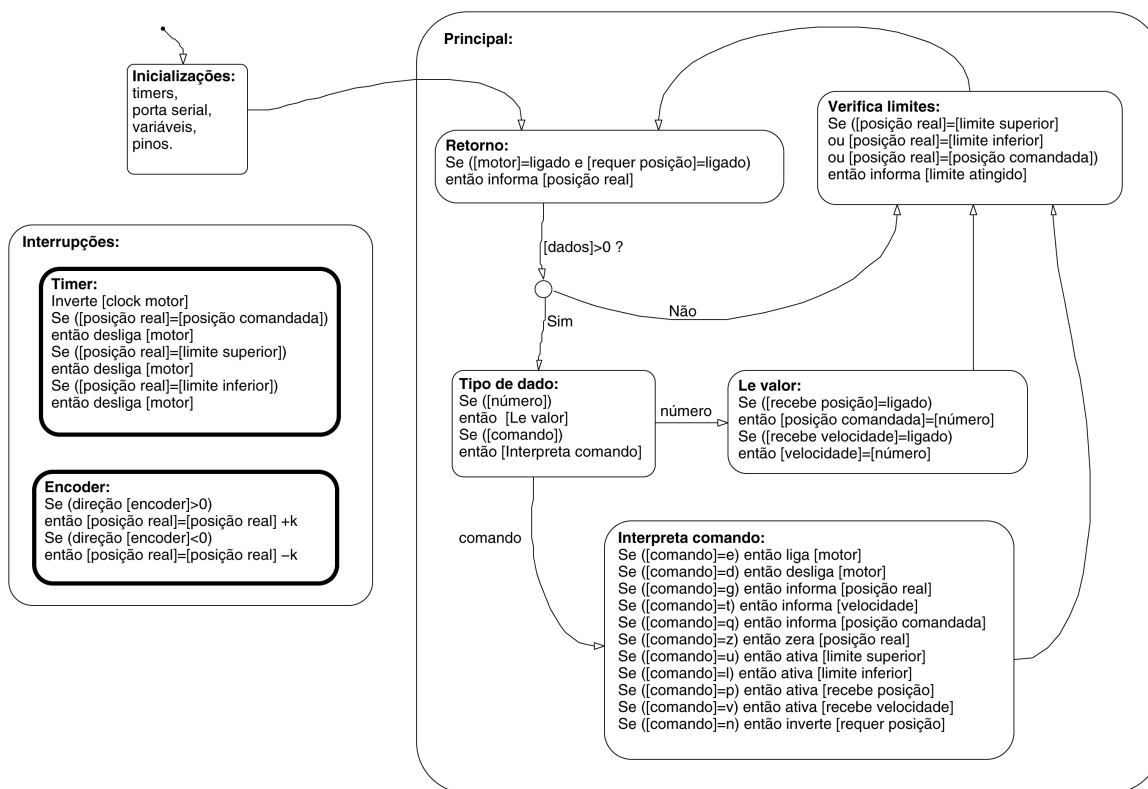 Principal:
Inicializações:
timers,
porta serial,
variáveis,
pinos.
Retorno:
Se ([motor]=ligado e [requer posição]=ligado)
então informa [posição real]
Verifica limites:
Se ([posição real]=[limite superior]
ou [posição real]=[limite inferior]
ou [posição real]=[posição comandada])
então informa [limite atingido]
[dados]>0 ?
Não
Sim
Interrupções:
Timer:
Inverte [clock motor]
Se ([posição real]=[posição comandada])
então desliga [motor]
Se ([posição real]=[limite superior])
então desliga [motor]
Se ([posição real]=[limite inferior])
então desliga [motor]
Encoder:
Se (direção [encoder]>0)
então [posição real]=[posição real] +k
Se (direção [encoder]<0)
então [posição real]=[posição real] −k
Tipo de dado:
Se ([número])
então [Le valor]
Se ([comando])
então [Interpreta comando]
número
Le valor:
Se ([recebe posição]=ligado)
então [posição comandada]=[número]
Se ([recebe velocidade]=ligado)
então [velocidade]=[número]
comando
Interpreta comando:
Se ([comando]=e) então liga [motor]
Se ([comando]=d) então desliga [motor]
Se ([comando]=g) então informa [posição real]
Se ([comando]=t) então informa [velocidade]
Se ([comando]=q) então informa [posição comandada]
Se ([comando]=z) então zera [posição real]
Se ([comando]=u) então ativa [limite superior]
Se ([comando]=l) então ativa [limite inferior]
Se ([comando]=p) então ativa [recebe posição]
Se ([comando]=v) então ativa [recebe velocidade]
Se ([comando]=n) então inverte [requer posição]